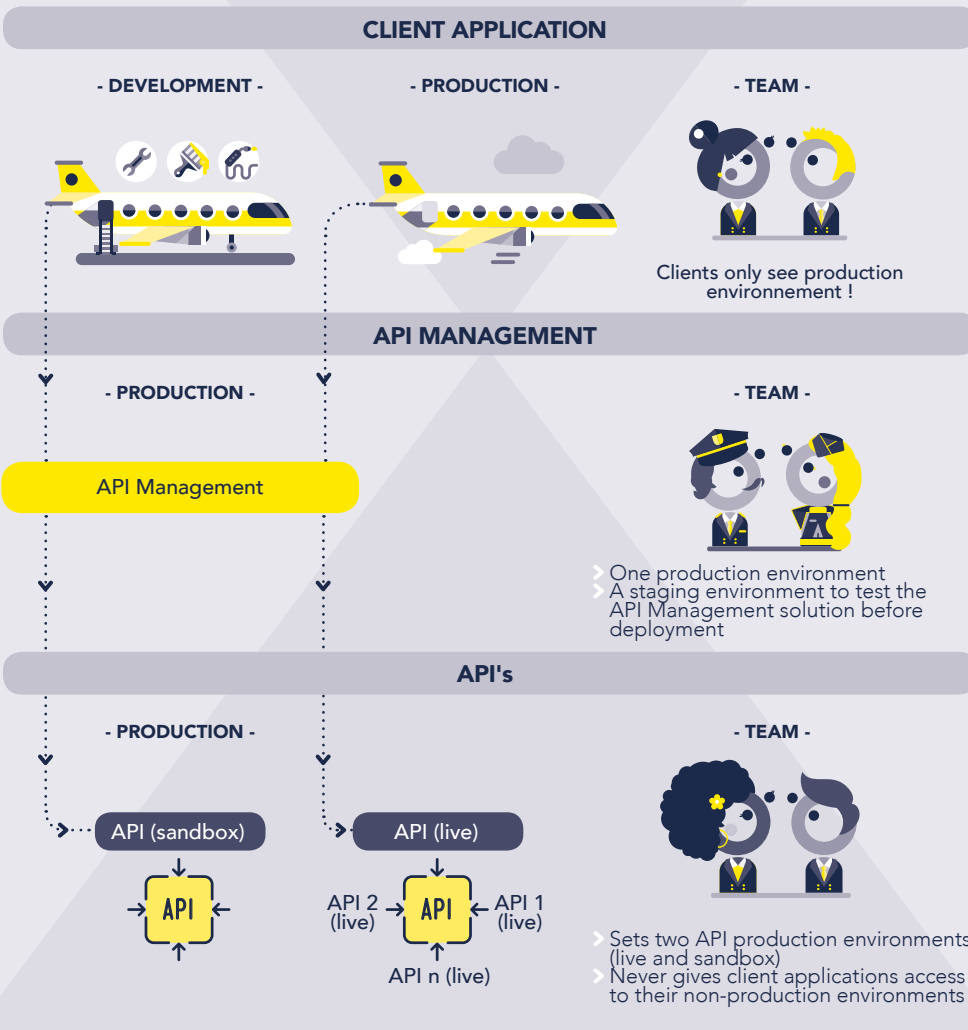 CLIENT APPLICATION
- DEVELOPMENT -
- PRODUCTION -
- TEAM -
Clients only see production
environnement !
API MANAGEMENT
- PRODUCTION -
- TEAM -
API Management
One production environment
A staging environment to test the
API Management solution before
deployment
API's
- PRODUCTION -
- TEAM -
API (sandbox)
API (live)
API
API 2
(live)
API
API 1
(live)
API n (live)
Sets two API production environments
(live and sandbox)
Never gives client applications access
to their non-production environments